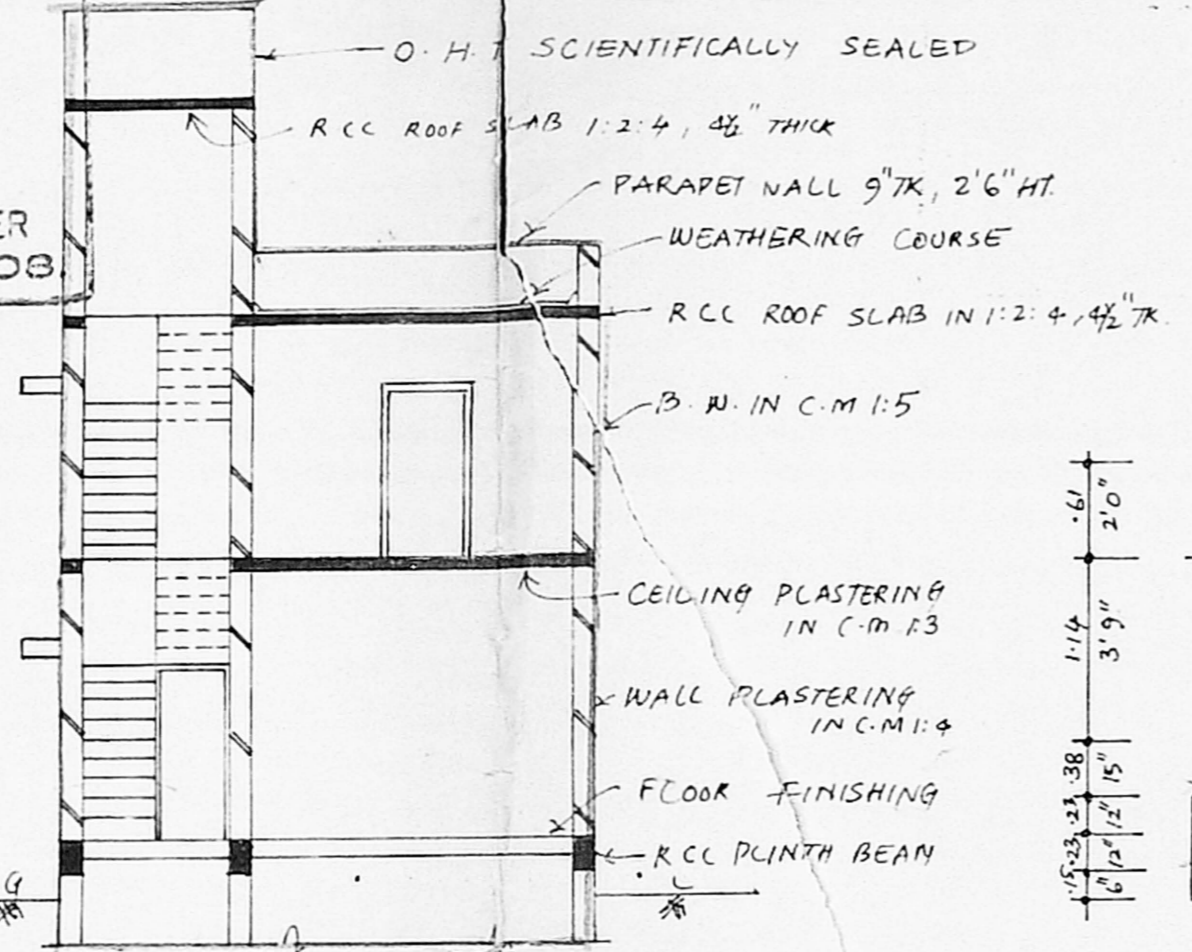 O.H.T SCIENTIFICALLY SEALED
RCC ROOF SLAB 1:2:4, 4½" THICK
PARAPET WALL 9"TK, 2'6" HT.
ER
WEATHERING COURSE
08.
RCC ROOF SLAB IN 1:2:4, 4½" TK.
B.W. IN C.M 1:5
CEILING PLASTERING
IN C.M 1:3
WALL PLASTERING
IN C.M 1:4
FLOOR FINISHING
RCC PLINTH BEAM
G
L
.61 2'0"
1.14 3'9"
.38 15"
.23 12"
.23 12"
.15 6"